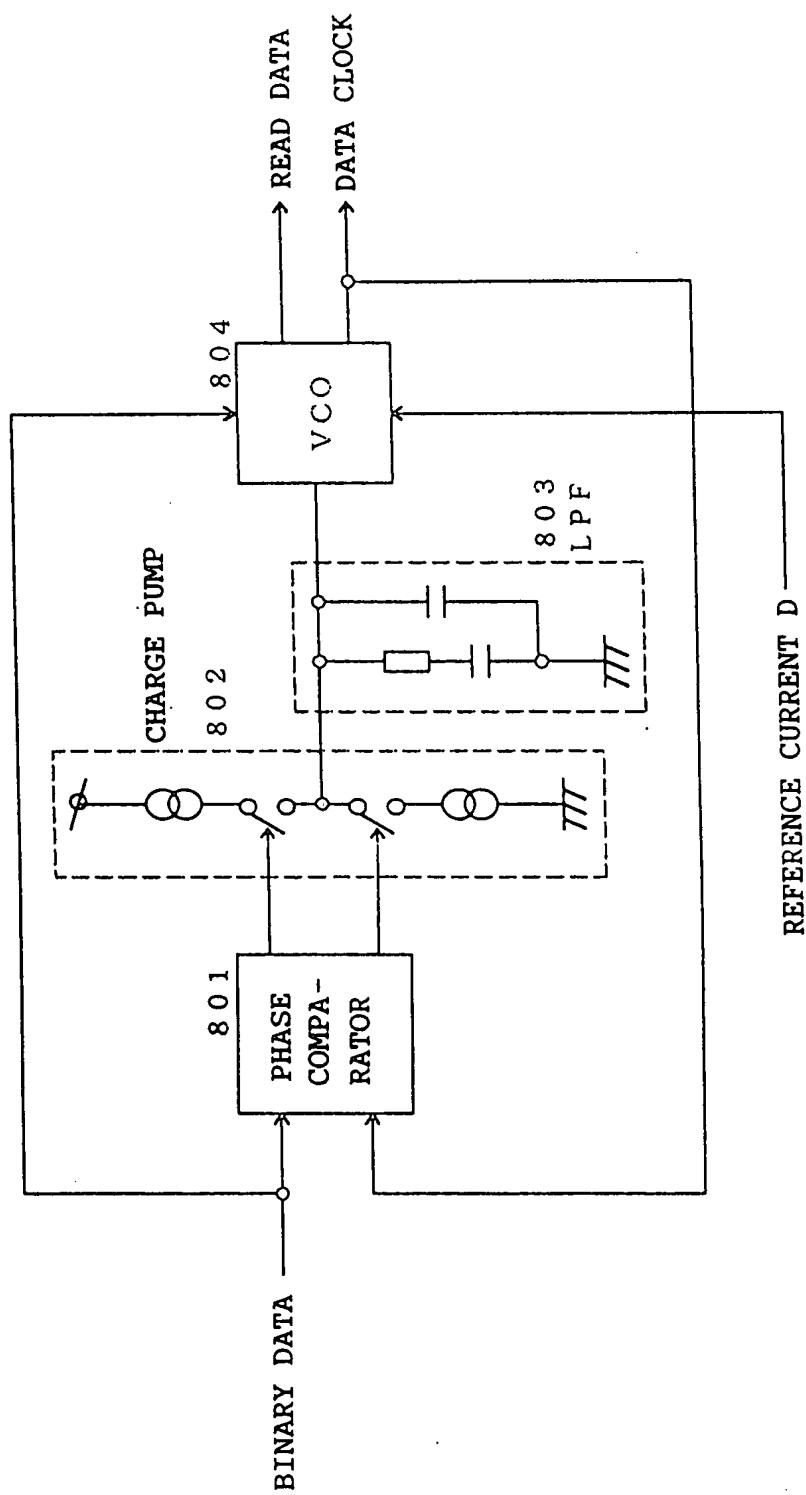 BINARY DATA
801
PHASE
COMPA-
RATOR
CHARGE PUMP
802
803
LPF
804
VCO
READ DATA
DATA CLOCK
REFERENCE CURRENT D